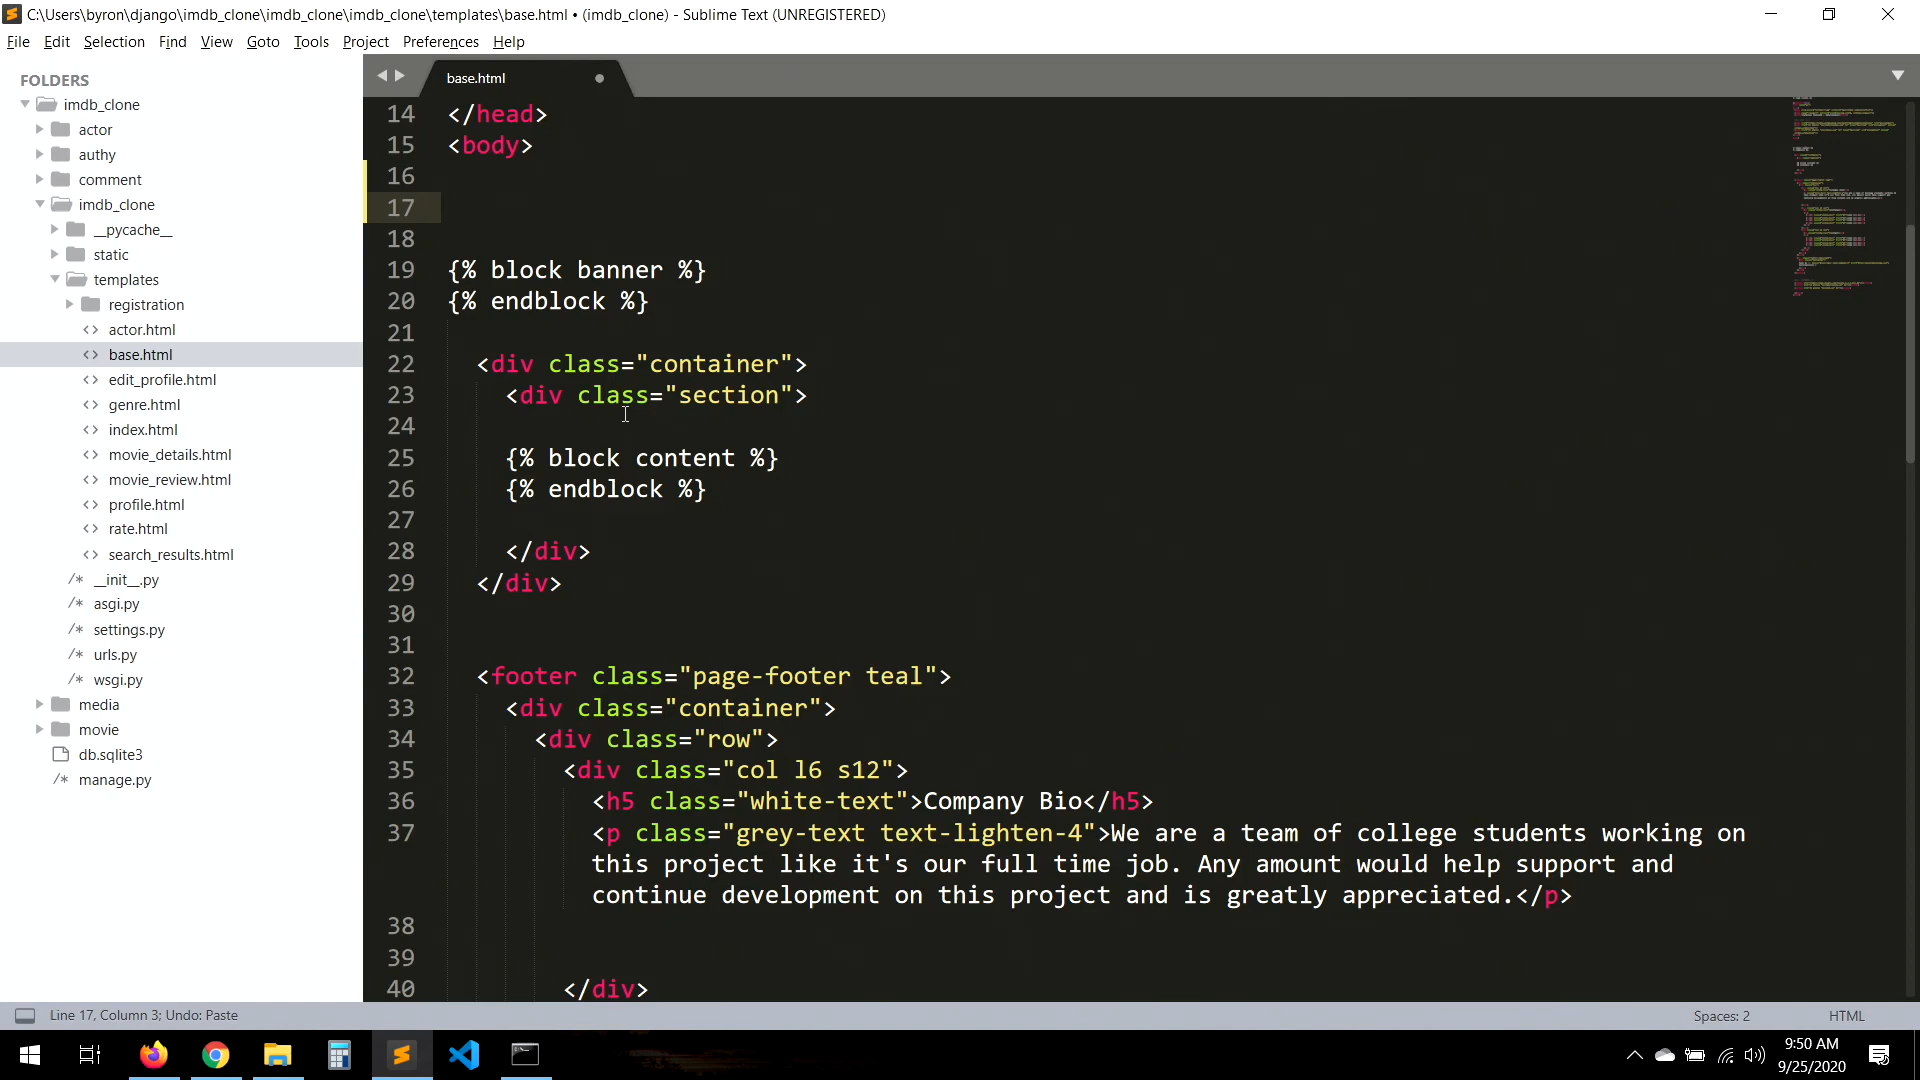 C:\Users\byron\django\imdb_clone\imdb_clone\imdb_clone\templates\base.html • (imdb_clone) - Sublime Text (UNREGISTERED)
File Edit Selection Find View Goto Tools Project Preferences Help
FOLDERS
imdb_clone
actor
authy
comment
imdb_clone
__pycache__
static
templates
registration
<> actor.html
<> base.html
<> edit_profile.html
<> genre.html
<> index.html
<> movie_details.html
<> movie_review.html
<> profile.html
<> rate.html
<> search_results.html
/* __init__.py
/* asgi.py
/* settings.py
/* urls.py
/* wsgi.py
media
movie
db.sqlite3
/* manage.py
base.html
14 </head>
15 <body>
16
17
18
19 {% block banner %}
20 {% endblock %}
21
22 <div class="container">
23 <div class="section">
24
25 {% block content %}
26 {% endblock %}
27
28 </div>
29 </div>
30
31
32 <footer class="page-footer teal">
33 <div class="container">
34 <div class="row">
35 <div class="col l6 s12">
36 <h5 class="white-text">Company Bio</h5>
37 <p class="grey-text text-lighten-4">We are a team of college students working on
this project like it's our full time job. Any amount would help support and
continue development on this project and is greatly appreciated.</p>
38
39
40 </div>
Line 17, Column 3; Undo: Paste
Spaces: 2
HTML
9:50 AM
9/25/2020